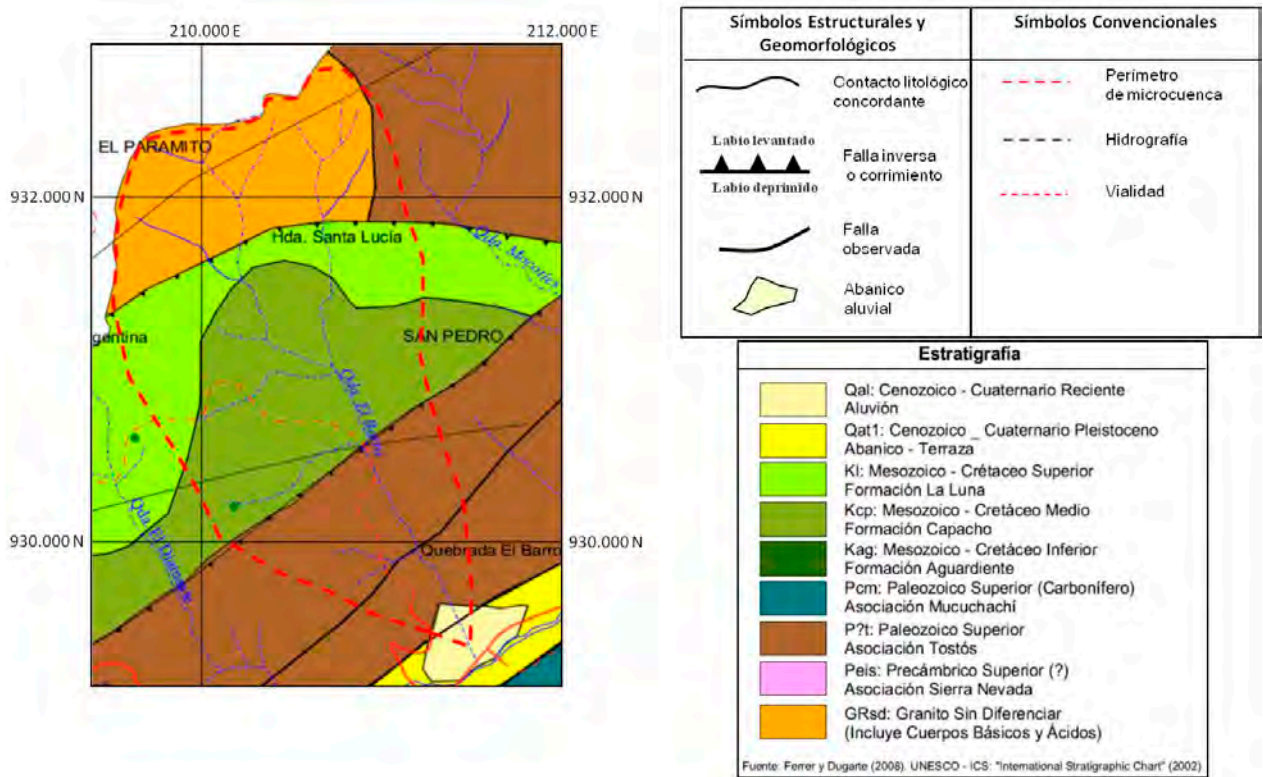 210.000 E
212.000 E
EL PARAMITO
932.000 N
932.000 N
Hda. Santa Lucía
gentina
SAN PEDRO
930.000 N
930.000 N
Quebrada El Barro
Símbolos Estructurales y
Geomorfológicos
Símbolos Convencionales
Contacto litológico
concordante
Labio levantado
Labio deprimido
Falla inversa
o corrimiento
Falla
observada
Abanico
aluvial
Perímetro
de microcuenca
Hidrografía
Vialidad
Estratigrafía
Qal: Cenozoico - Cuaternario Reciente
Aluvión
Qat1: Cenozoico _ Cuaternario Pleistoceno
Abanico - Terraza
Kl: Mesozoico - Crétaceo Superior
Formación La Luna
Kcp: Mesozoico - Cretáceo Medio
Formación Capacho
Kag: Mesozoico - Cretáceo Inferior
Formación Aguardiente
Pcm: Paleozoico Superior (Carbonífero)
Asociación Mucuchachí
P?t: Paleozoico Superior
Asociación Tostós
Peis: Precámbrico Superior (?)
Asociación Sierra Nevada
GRsd: Granito Sin Diferenciar
(Incluye Cuerpos Básicos y Ácidos)
Fuente: Ferrer y Dugarte (2008). UNESCO - ICS: "International Stratigraphic Chart" (2002)
Qda. El Barro
Qda.
Qda. El